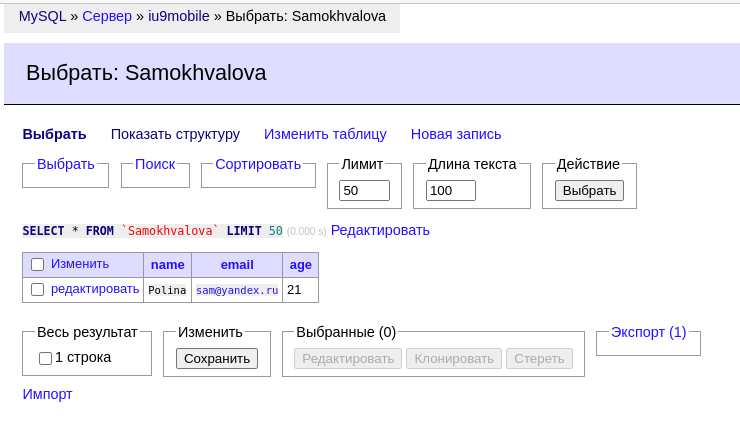 MySQL » Сервер » iu9mobile » Выбрать: Samokhvalova
Выбрать: Samokhvalova
Выбрать Показать структуру Изменить таблицу Новая запись
Выбрать Поиск Сортировать Лимит Длина текста Действие
50 100 Выбрать
SELECT * FROM `Samokhvalova` LIMIT 50 (0.000 s) Редактировать
Изменить name email age
редактировать Polina sam@yandex.ru 21
Весь результат Изменить Выбранные (0) Экспорт (1)
1 строка Сохранить Редактировать Клонировать Стереть
Импорт